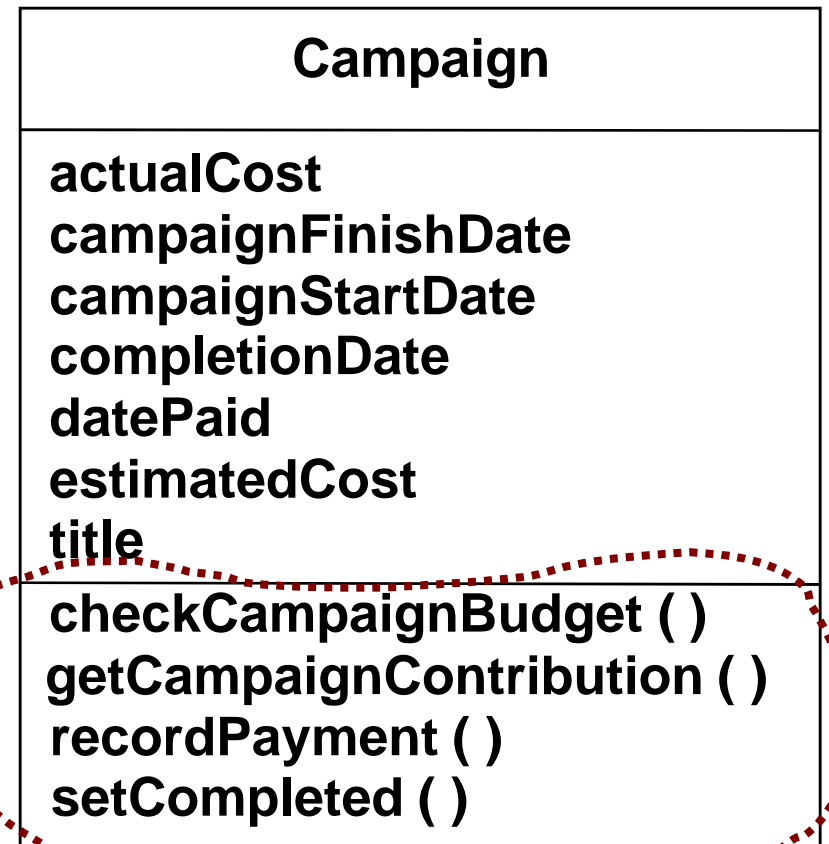 Campaign
actualCost
campaignFinishDate
campaignStartDate
completionDate
datePaid
estimatedCost
title
checkCampaignBudget ( )
getCampaignContribution ( )
recordPayment ( )
setCompleted ( )